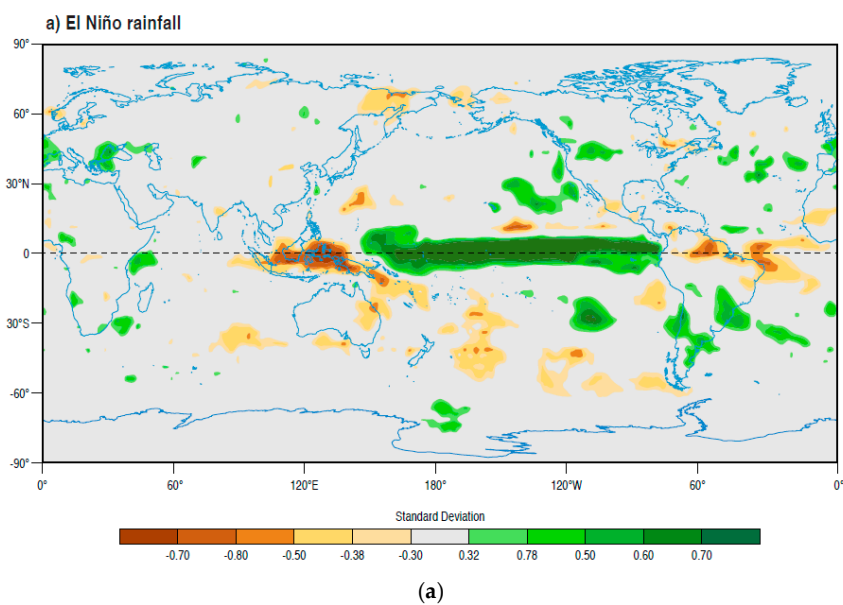 a) El Niño rainfall
90°
60°
30°N
0
30°S
-60°
-90°
0° 60° 120°E 180° 120°W 60° 0°
Standard Deviation
-0.70 -0.80 -0.50 -0.38 -0.30 0.32 0.78 0.50 0.60 0.70
(a)